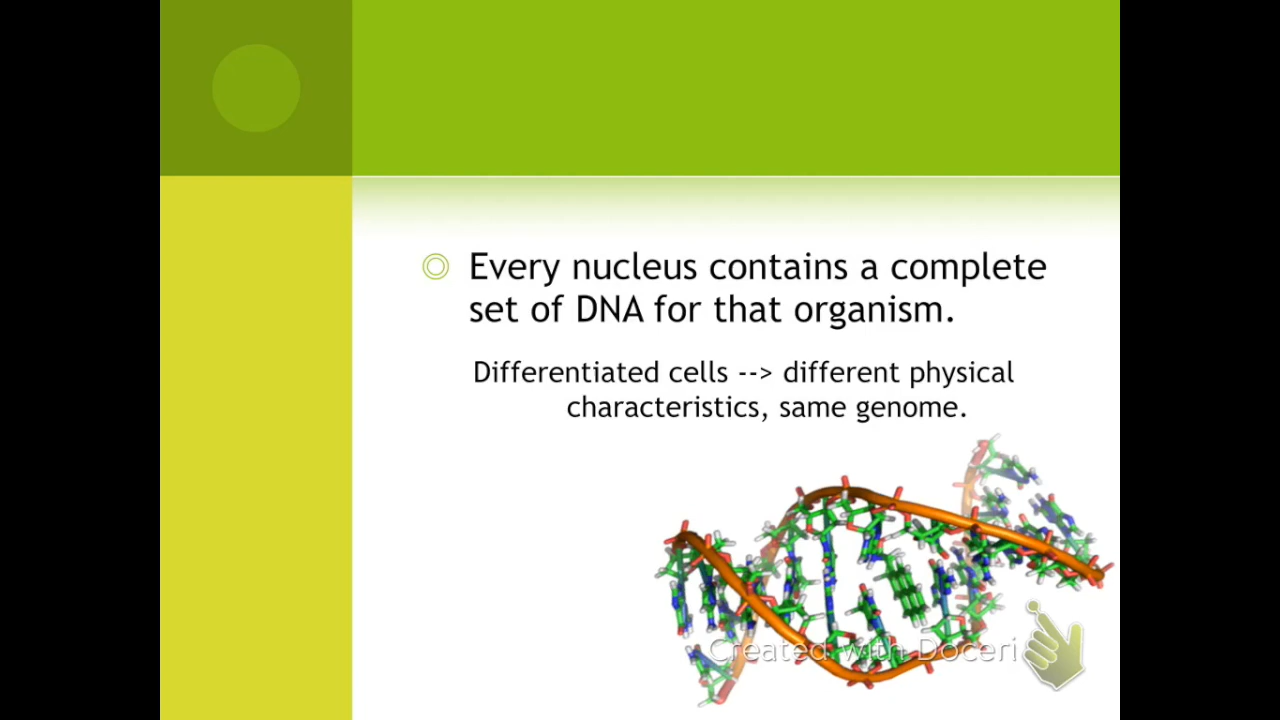 Every nucleus contains a complete
set of DNA for that organism.
Differentiated cells --> different physical
characteristics, same genome.
Created with Doceri